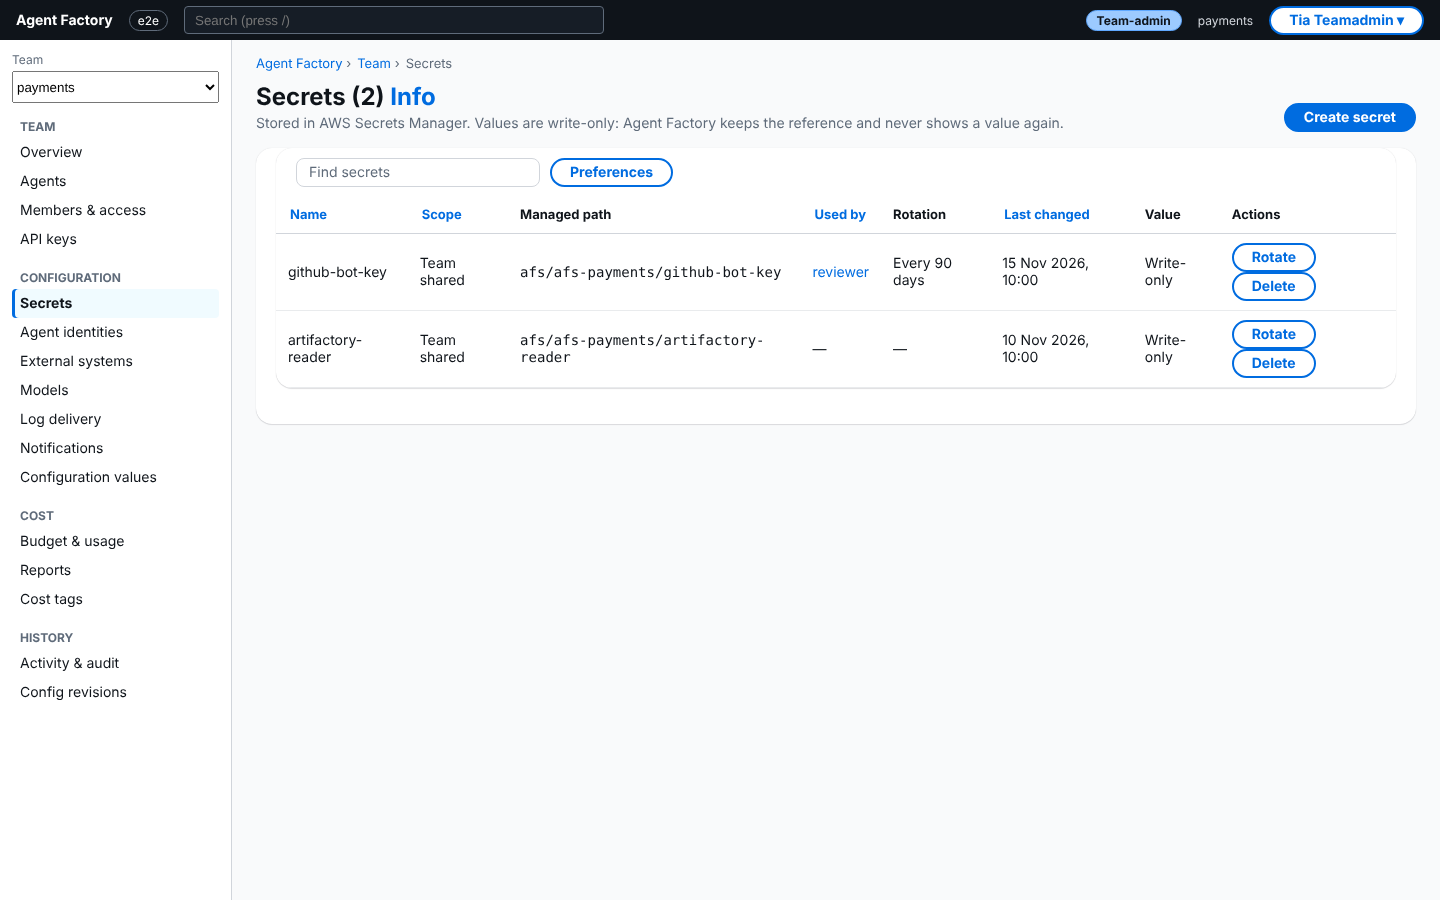 Agent Factory e2e Search (press /) Team-admin payments Tia Teamadmin ▾
Team
payments
TEAM
Overview
Agents
Members & access
API keys
CONFIGURATION
Secrets
Agent identities
External systems
Models
Log delivery
Notifications
Configuration values
COST
Budget & usage
Reports
Cost tags
HISTORY
Activity & audit
Config revisions
Agent Factory › Team › Secrets
Secrets (2) Info
Stored in AWS Secrets Manager. Values are write-only: Agent Factory keeps the reference and never shows a value again.
Create secret
Find secrets Preferences
Name Scope Managed path Used by Rotation Last changed Value Actions
github-bot-key Team shared afs/afs-payments/github-bot-key reviewer Every 90 days 15 Nov 2026, 10:00 Write-only Rotate Delete
artifactory-reader Team shared afs/afs-payments/artifactory-reader — — 10 Nov 2026, 10:00 Write-only Rotate Delete